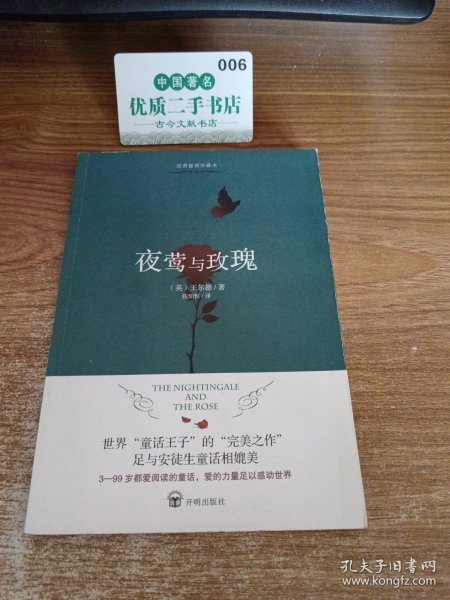 006
中国著名
优质二手书店
古今文献书店
经典插图珍藏本
夜莺与玫瑰
（英）王尔德/著
THE NIGHTINGALE
AND
THE ROSE
世界“童话王子”的“完美之作”
足与安徒生童话相媲美
3—99岁都爱阅读的童话，爱的力量足以感动世界
开明出版社
孔夫子旧书网
www.kongfz.com